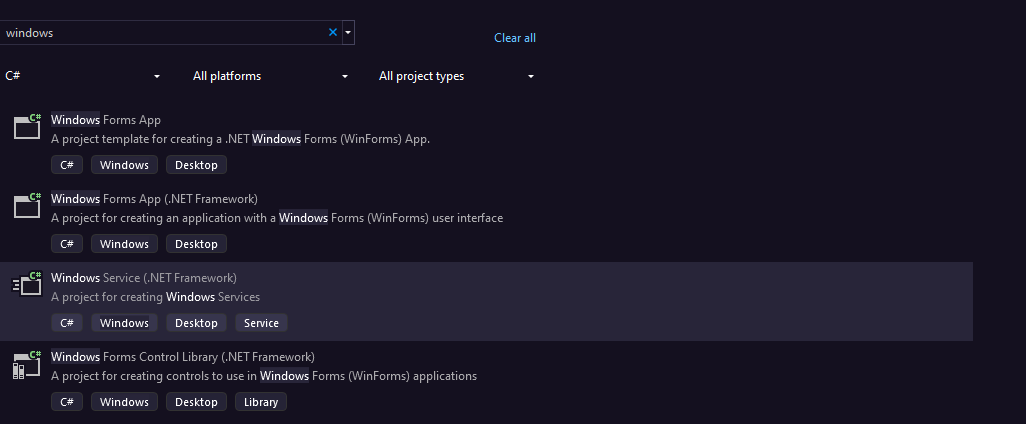 windows
Clear all
C#
All platforms
All project types
C#
Windows Forms App
A project template for creating a .NET Windows Forms (WinForms) App.
C# Windows Desktop
C#
Windows Forms App (.NET Framework)
A project for creating an application with a Windows Forms (WinForms) user interface
C# Windows Desktop
C#
Windows Service (.NET Framework)
A project for creating Windows Services
C# Windows Desktop Service
C#
Windows Forms Control Library (.NET Framework)
A project for creating controls to use in Windows Forms (WinForms) applications
C# Windows Desktop Library